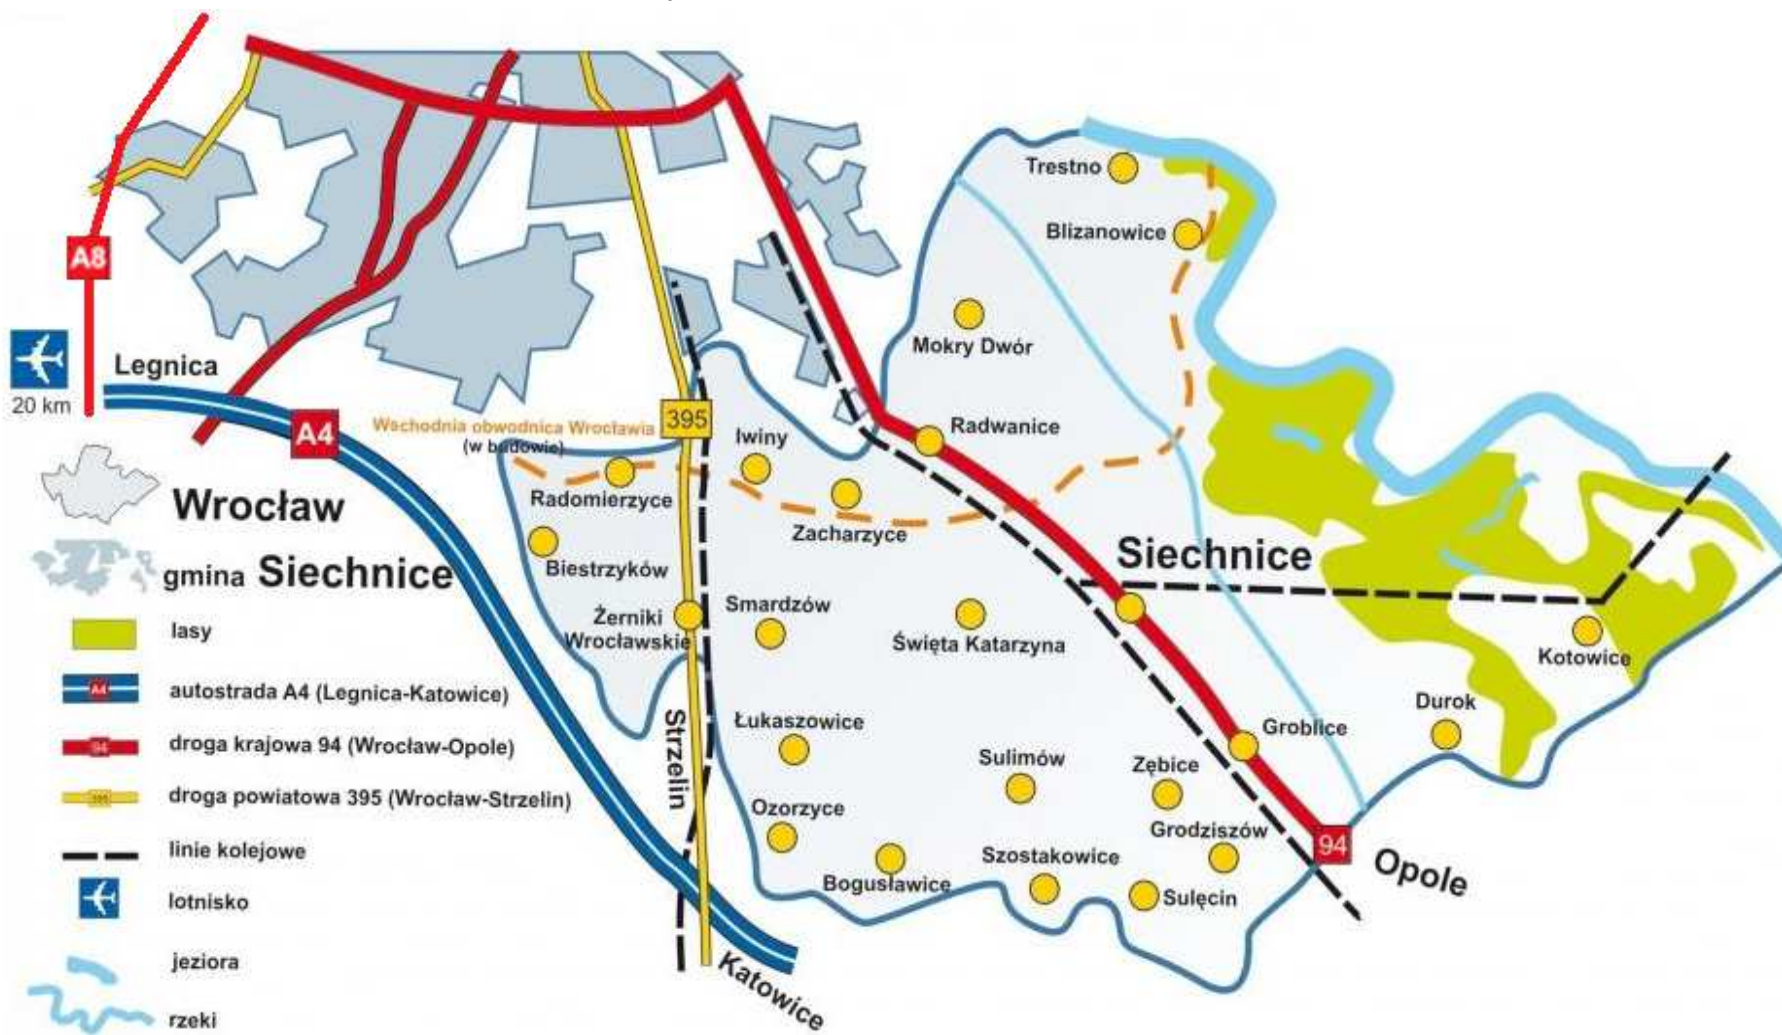 A8
Legnica
20 km
A4
Wschodnia obwodnica Wrocławia
(w budowie)
395
Trestno
Blizanowice
Mokry Dwór
Radwanice
Iwiny
Radomierzyce
Zacharzyce
Biestrzyków
Siechnice
Żerniki
Wrocławskie
Smardzów
Święta Katarzyna
Kotowice
Durok
Groblice
Łukaszowice
Strzelin
Sulimów
Zębice
Ozorzyce
Grodziszów
Szostakowice
Bogusławice
Sulęcin
94
Opole
Katowice
Wrocław
gmina Siechnice
lasy
A4
autostrada A4 (Legnica-Katowice)
94
droga krajowa 94 (Wrocław-Opole)
395
droga powiatowa 395 (Wrocław-Strzelin)
linie kolejowe
lotnisko
jeziora
rzeki